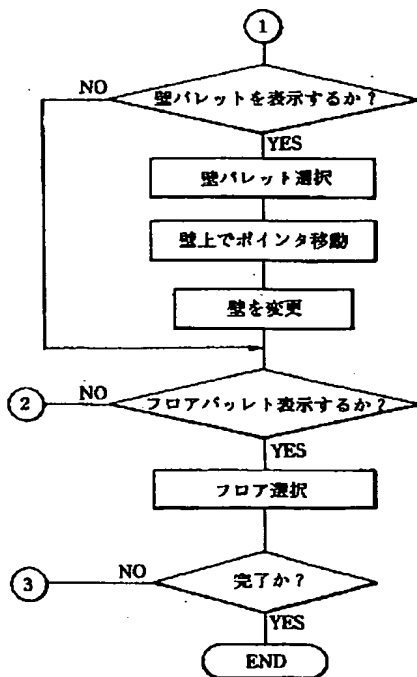 1
NO
壁パレットを表示するか？
YES
壁パレット選択
壁上でポインタ移動
壁を変更
2
NO
フロアパッレト表示するか？
YES
フロア選択
3
NO
完了か？
YES
END